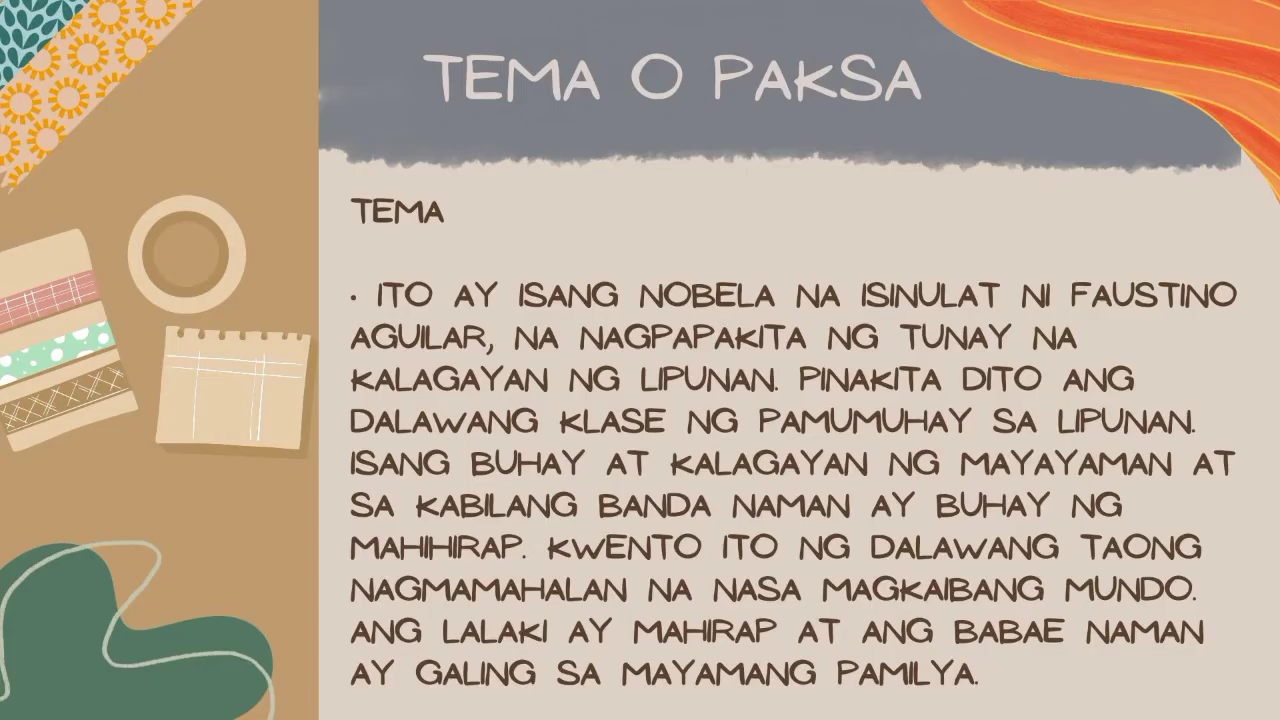 TEMA O PAKSA
TEMA
• ITO AY ISANG NOBELA NA ISINULAT NI FAUSTINO
AGUILAR, NA NAGPAPAKITA NG TUNAY NA
KALAGAYAN NG LIPUNAN. PINAKITA DITO ANG
DALAWANG KLASE NG PAMUMUHAY SA LIPUNAN.
ISANG BUHAY AT KALAGAYAN NG MAYAYAMAN AT
SA KABILANG BANDA NAMAN AY BUHAY NG
MAHIHIRAP. KWENTO ITO NG DALAWANG TAONG
NAGMAMAHALAN NA NASA MAGKAIBANG MUNDO.
ANG LALAKI AY MAHIRAP AT ANG BABAE NAMAN
AY GALING SA MAYAMANG PAMILYA.